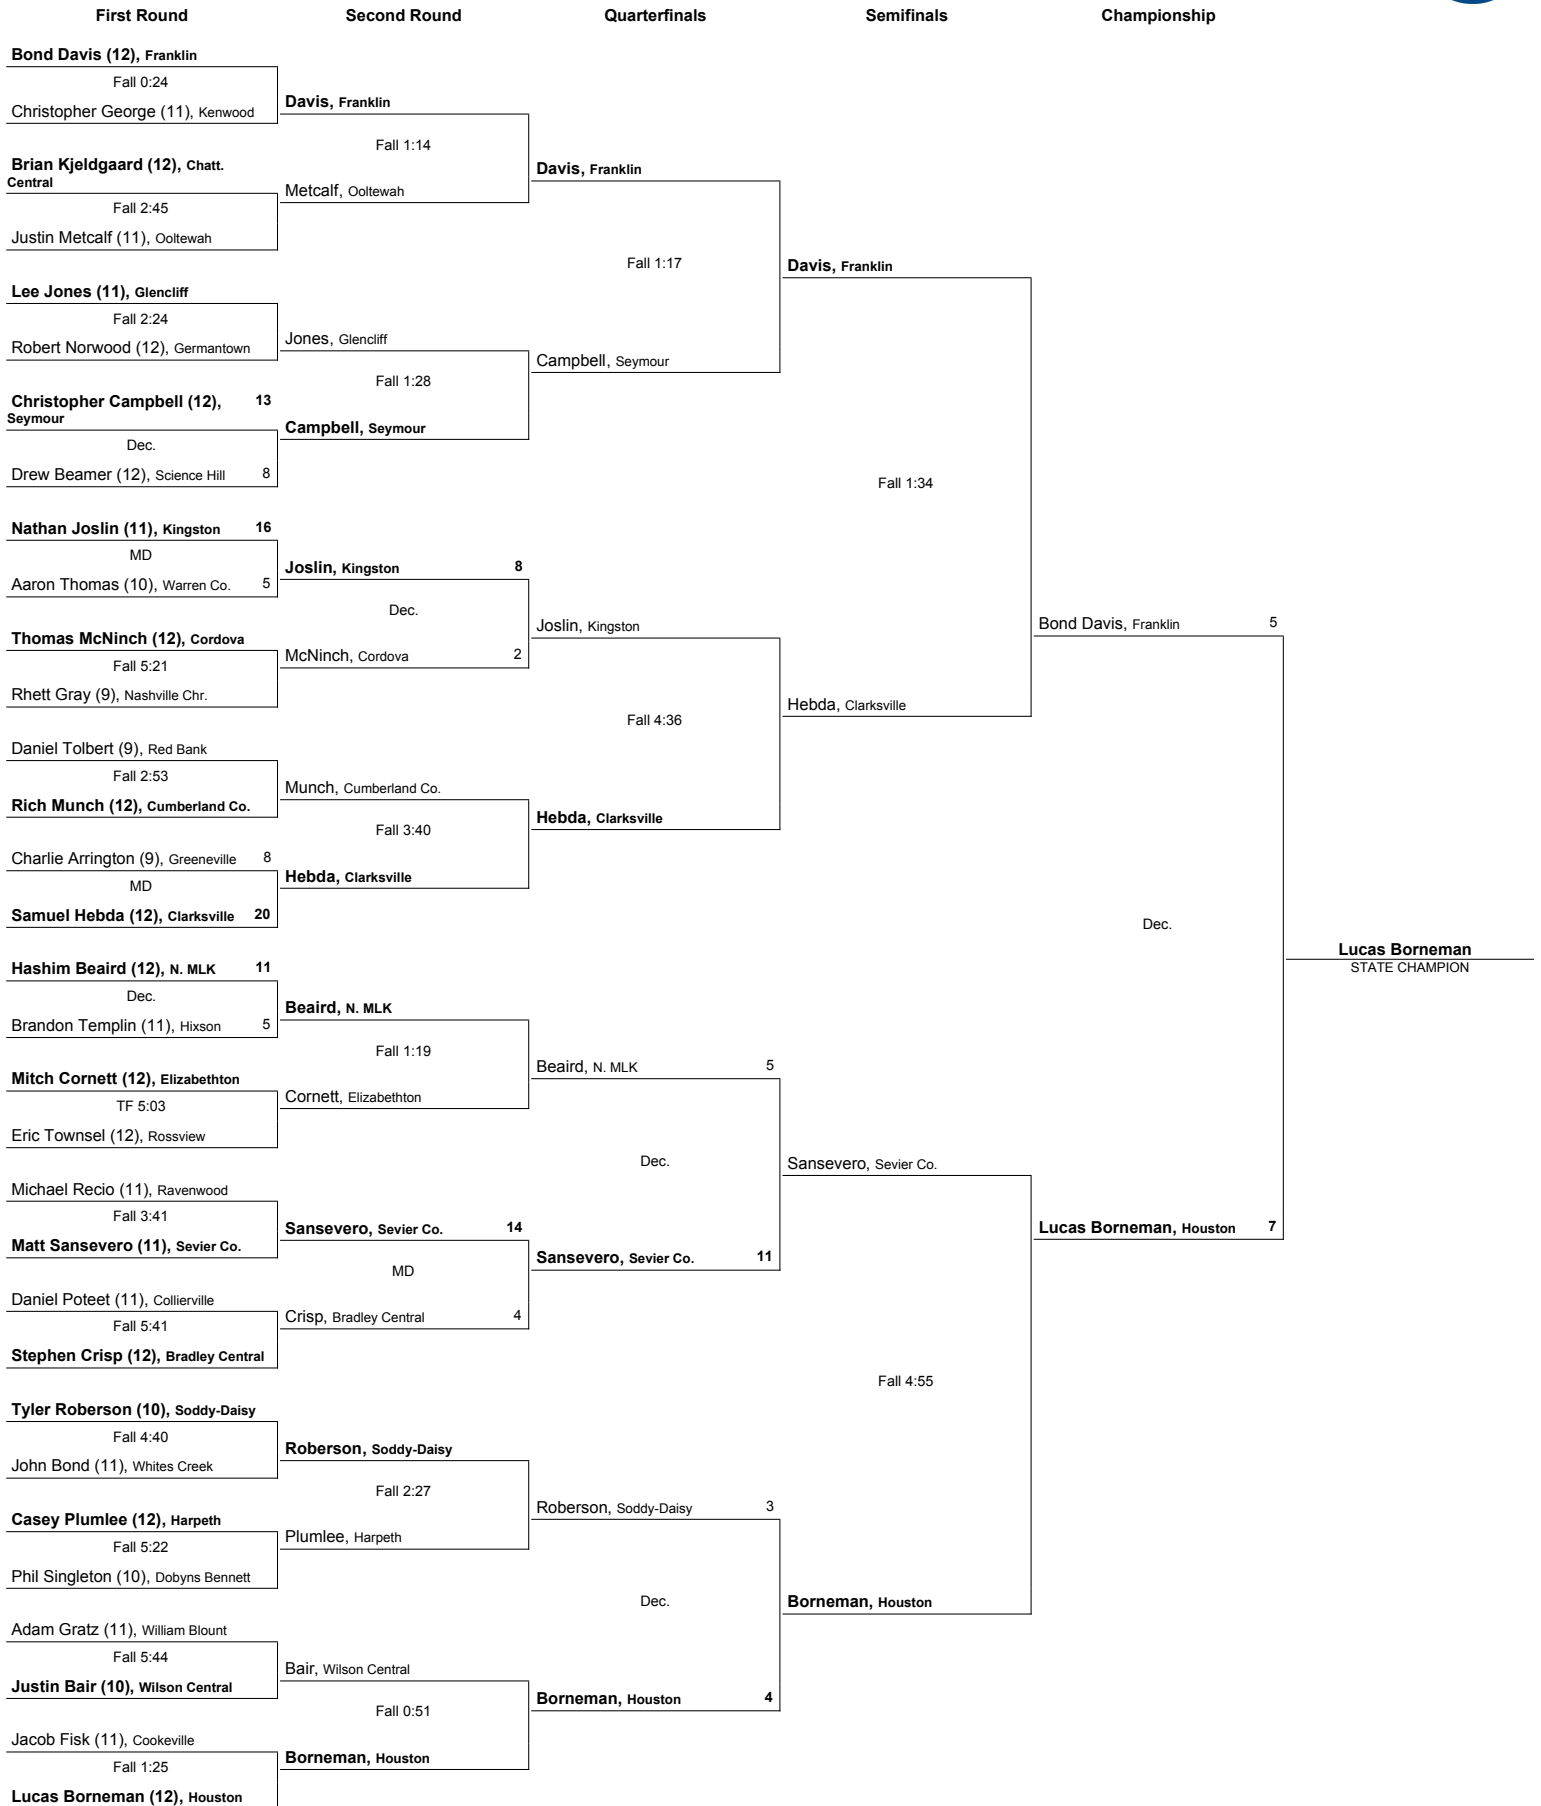 First Round
Second Round
Quarterfinals
Semifinals
Championship
Bond Davis (12), Franklin
Fall 0:24
Christopher George (11), Kenwood
Brian Kjeldgaard (12), Chatt.
Central
Fall 2:45
Justin Metcalf (11), Ooltewah
Lee Jones (11), Glencliff
Fall 2:24
Robert Norwood (12), Germantown
Christopher Campbell (12), 13
Seymour
Dec.
Drew Beamer (12), Science Hill 8
Nathan Joslin (11), Kingston 16
MD
Aaron Thomas (10), Warren Co. 5
Thomas McNinch (12), Cordova
Fall 5:21
Rhett Gray (9), Nashville Chr.
Daniel Tolbert (9), Red Bank
Fall 2:53
Rich Munch (12), Cumberland Co.
Charlie Arrington (9), Greeneville 8
MD
Samuel Hebda (12), Clarksville 20
Hashim Beaird (12), N. MLK 11
Dec.
Brandon Templin (11), Hixson 5
Mitch Cornett (12), Elizabethton
TF 5:03
Eric Townsel (12), Rossview
Michael Recio (11), Ravenwood
Fall 3:41
Matt Sansevero (11), Sevier Co.
Daniel Poteet (11), Collierville
Fall 5:41
Stephen Crisp (12), Bradley Central
Tyler Roberson (10), Soddy-Daisy
Fall 4:40
John Bond (11), Whites Creek
Casey Plumlee (12), Harpeth
Fall 5:22
Phil Singleton (10), Dobyns Bennett
Adam Gratz (11), William Blount
Fall 5:44
Justin Bair (10), Wilson Central
Jacob Fisk (11), Cookeville
Fall 1:25
Lucas Borneman (12), Houston
Davis, Franklin
Fall 1:14
Metcalf, Ooltewah
Jones, Glencliff
Fall 1:28
Campbell, Seymour
Joslin, Kingston 8
Dec.
McNinch, Cordova 2
Munch, Cumberland Co.
Fall 3:40
Hebda, Clarksville
Beaird, N. MLK
Fall 1:19
Cornett, Elizabethton
Sansevero, Sevier Co. 14
MD
Crisp, Bradley Central 4
Roberson, Soddy-Daisy
Fall 2:27
Plumlee, Harpeth
Bair, Wilson Central
Fall 0:51
Borneman, Houston
Davis, Franklin
Fall 1:17
Campbell, Seymour
Joslin, Kingston
Fall 4:36
Hebda, Clarksville
Beaird, N. MLK 5
Dec.
Sansevero, Sevier Co. 11
Roberson, Soddy-Daisy 3
Dec.
Borneman, Houston 4
Davis, Franklin
Fall 1:34
Hebda, Clarksville
Sansevero, Sevier Co.
Fall 4:55
Borneman, Houston
Bond Davis, Franklin 5
Dec.
Lucas Borneman, Houston 7
Lucas Borneman
STATE CHAMPION